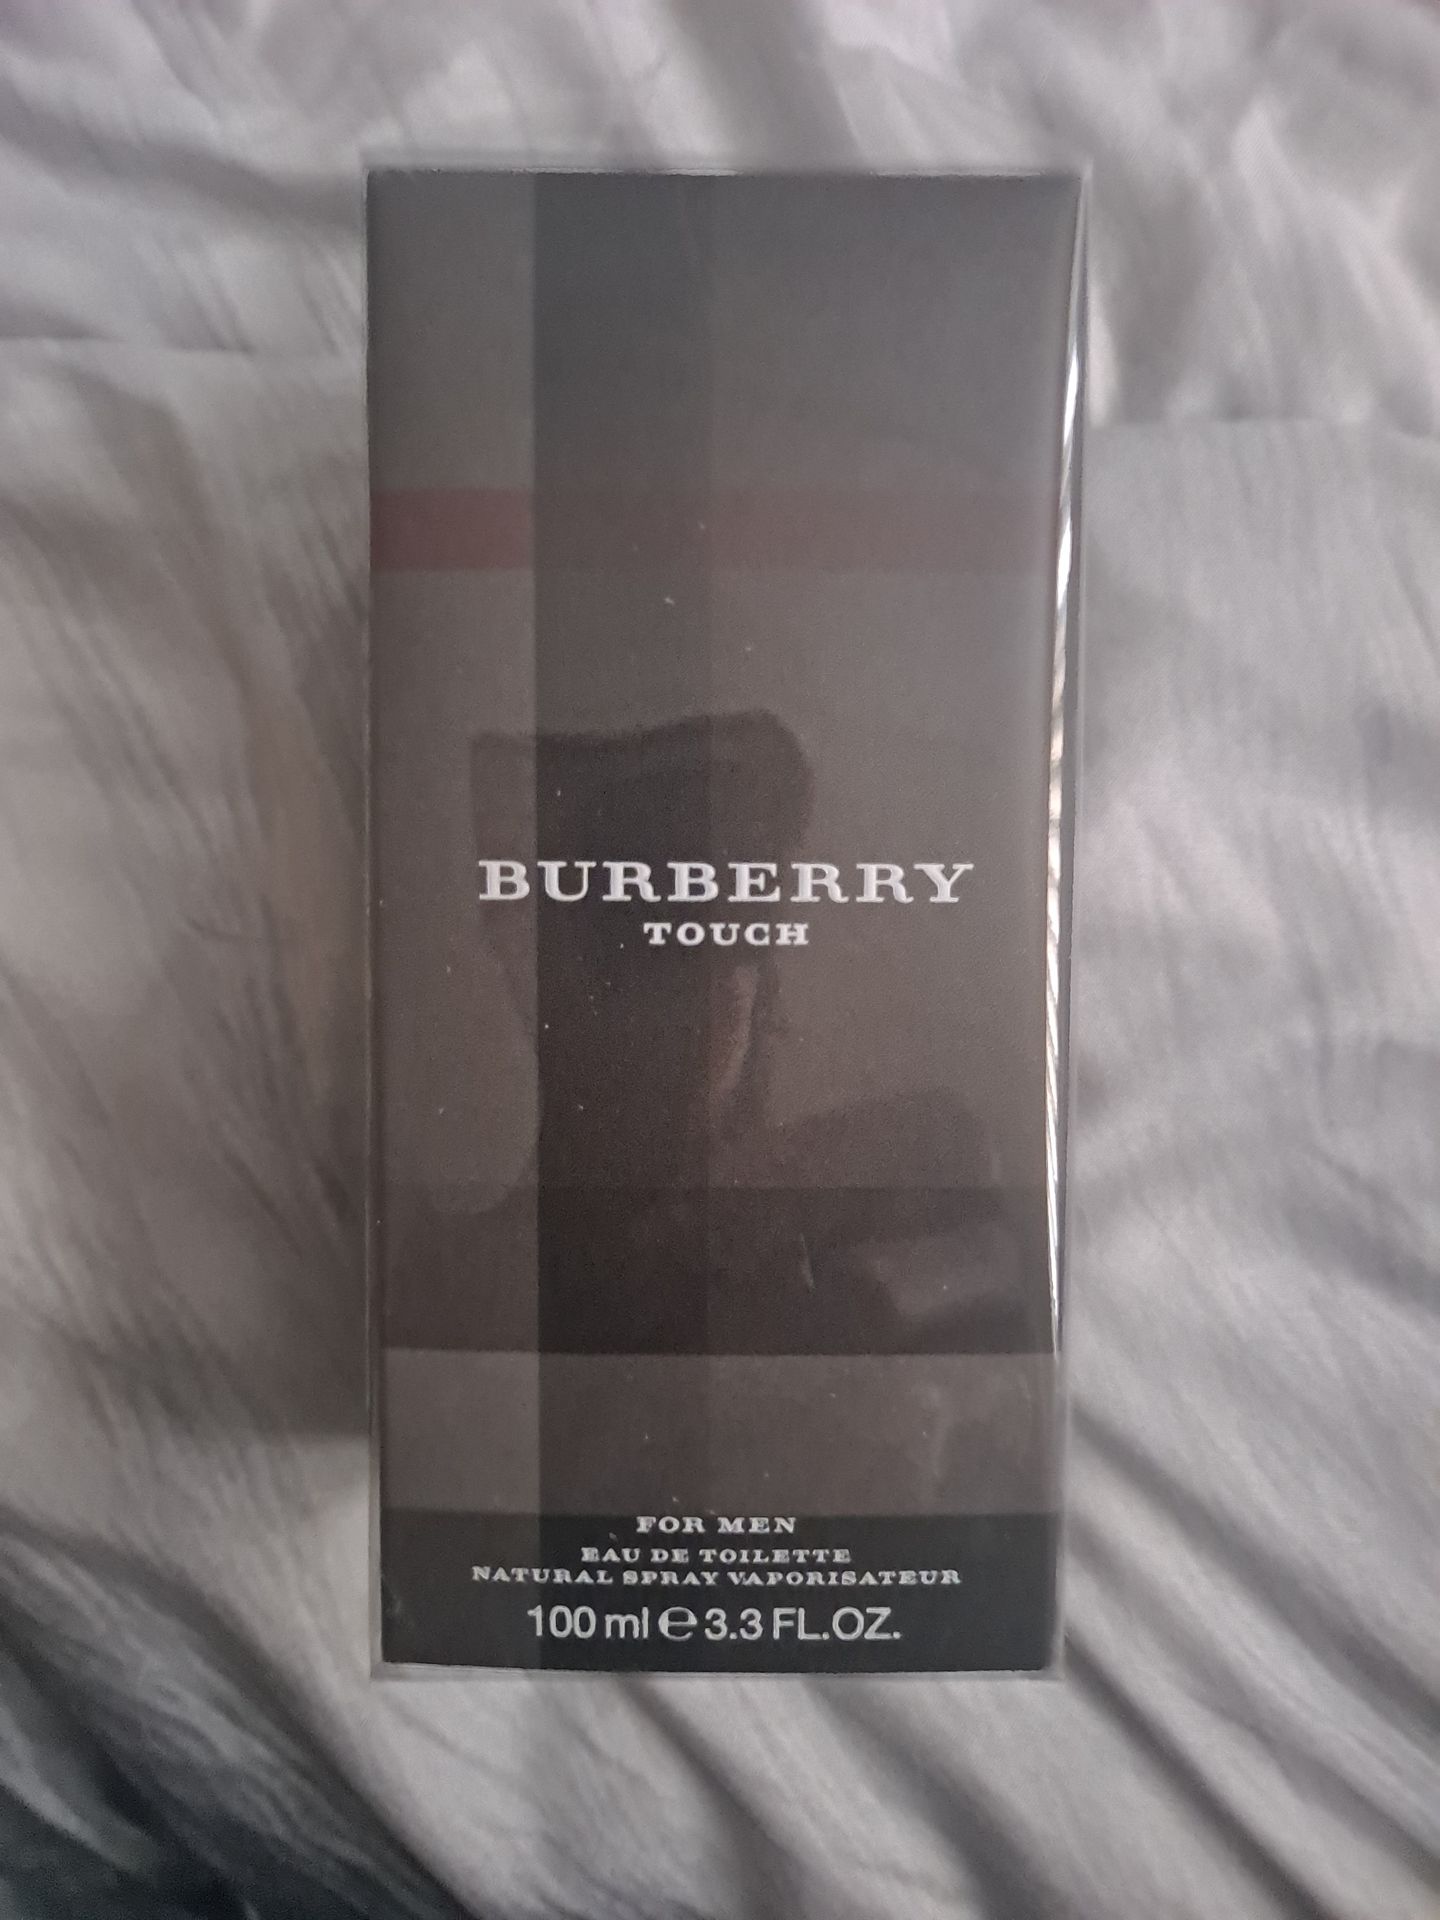 BURBERRY
TOUCH
FOR MEN
EAU DE TOILETTE
NATURAL SPRAY VAPORISATEUR
100 ml ℮ 3.3 FL.OZ.